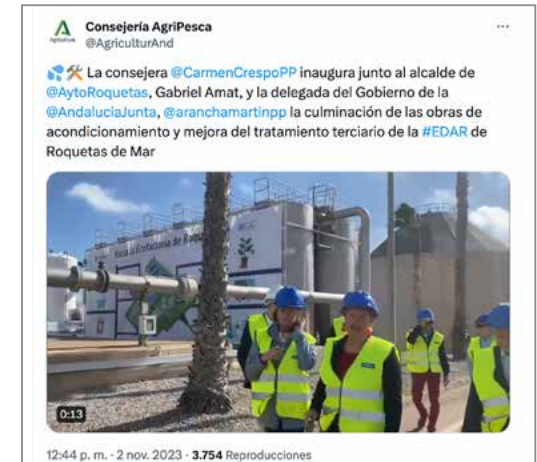 Consejería AgriPesca
@AgriculturAnd
💦🛠️ La consejera @CarmenCrespoPP inaugura junto al alcalde de
@AytoRoquetas, Gabriel Amat, y la delegada del Gobierno de la
@AndaluciaJunta, @aranchamartinpp la culminación de las obras de
acondicionamiento y mejora del tratamiento terciario de la #EDAR de
Roquetas de Mar
Ecofactoría de
0:13
12:44 p. m. · 2 nov. 2023 · 3.754 Reproducciones